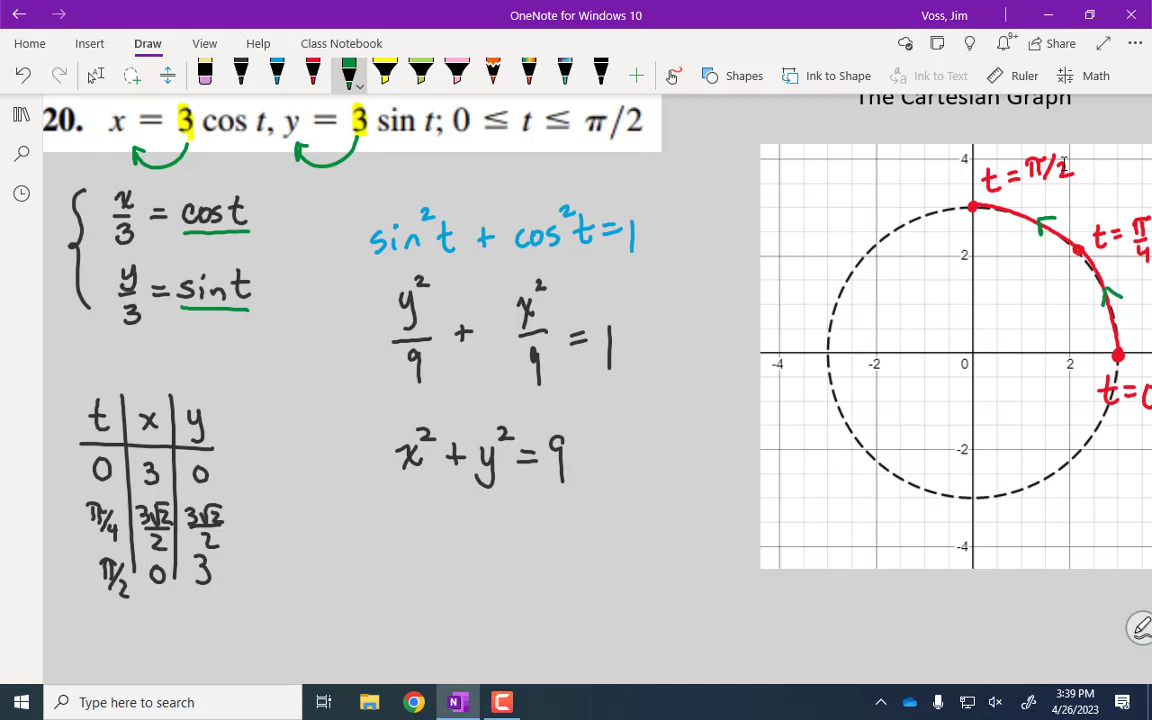 OneNote for Windows 10
Voss, Jim
Home Insert Draw View Help Class Notebook
9+
Share
Shapes
Ink to Shape
Ink to Text
Ruler
Math
20. x = 3 cos t, y = 3 sin t; 0 ≤ t ≤ π/2
The Cartesian Graph
x/3 = cos t
y/3 = sin t
sin²t + cos²t = 1
y²/9 + x²/9 = 1
x² + y² = 9
t x y
0 3 0
π/4 3√2/2 3√2/2
π/2 0 3
t = π/2
t = π/4
t = 0
4
2
-4 -2 0 2
-2
-4
Type here to search
3:39 PM
4/26/2023